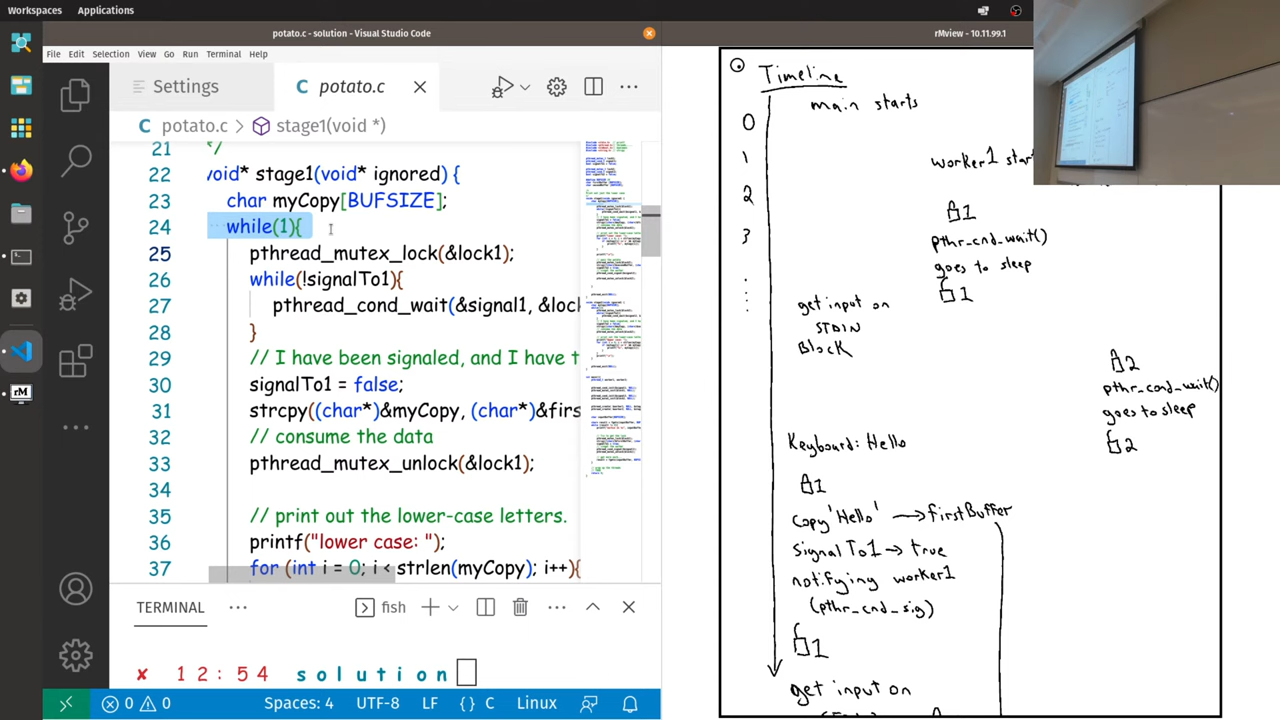 Workspaces Applications
potato.c - solution - Visual Studio Code
rMview - 10.11.99.1
File Edit Selection View Go Run Terminal Help
Settings
C potato.c
C potato.c > stage1(void *)
21 */
22 void* stage1(void* ignored) {
23 char myCopy[BUFSIZE];
24 while(1){
25 pthread_mutex_lock(&lock1);
26 while(!signalTo1){
27 pthread_cond_wait(&signal1, &lock
28 }
29 // I have been signaled, and I have t
30 signalTo1 = false;
31 strcpy((char*)&myCopy, (char*)&firs
32 // consume the data
33 pthread_mutex_unlock(&lock1);
34
35 // print out the lower-case letters.
36 printf("lower case: ");
37 for (int i = 0; i < strlen(myCopy); i++){
TERMINAL
fish
x 12:54 solution
0 0 Spaces: 4 UTF-8 LF {} C Linux
rM
Timeline
main starts
0
1
worker1 start
2
1
3
pthr_cnd_wait()
goes to sleep
1
get input on
STDIN
Block
2
pthr_cnd_wait()
goes to sleep
2
Keyboard: Hello
1
Copy 'Hello' → firstBuffer
signalTo1 → true
notifying worker1
(pthr_cnd_sig)
1
get input on